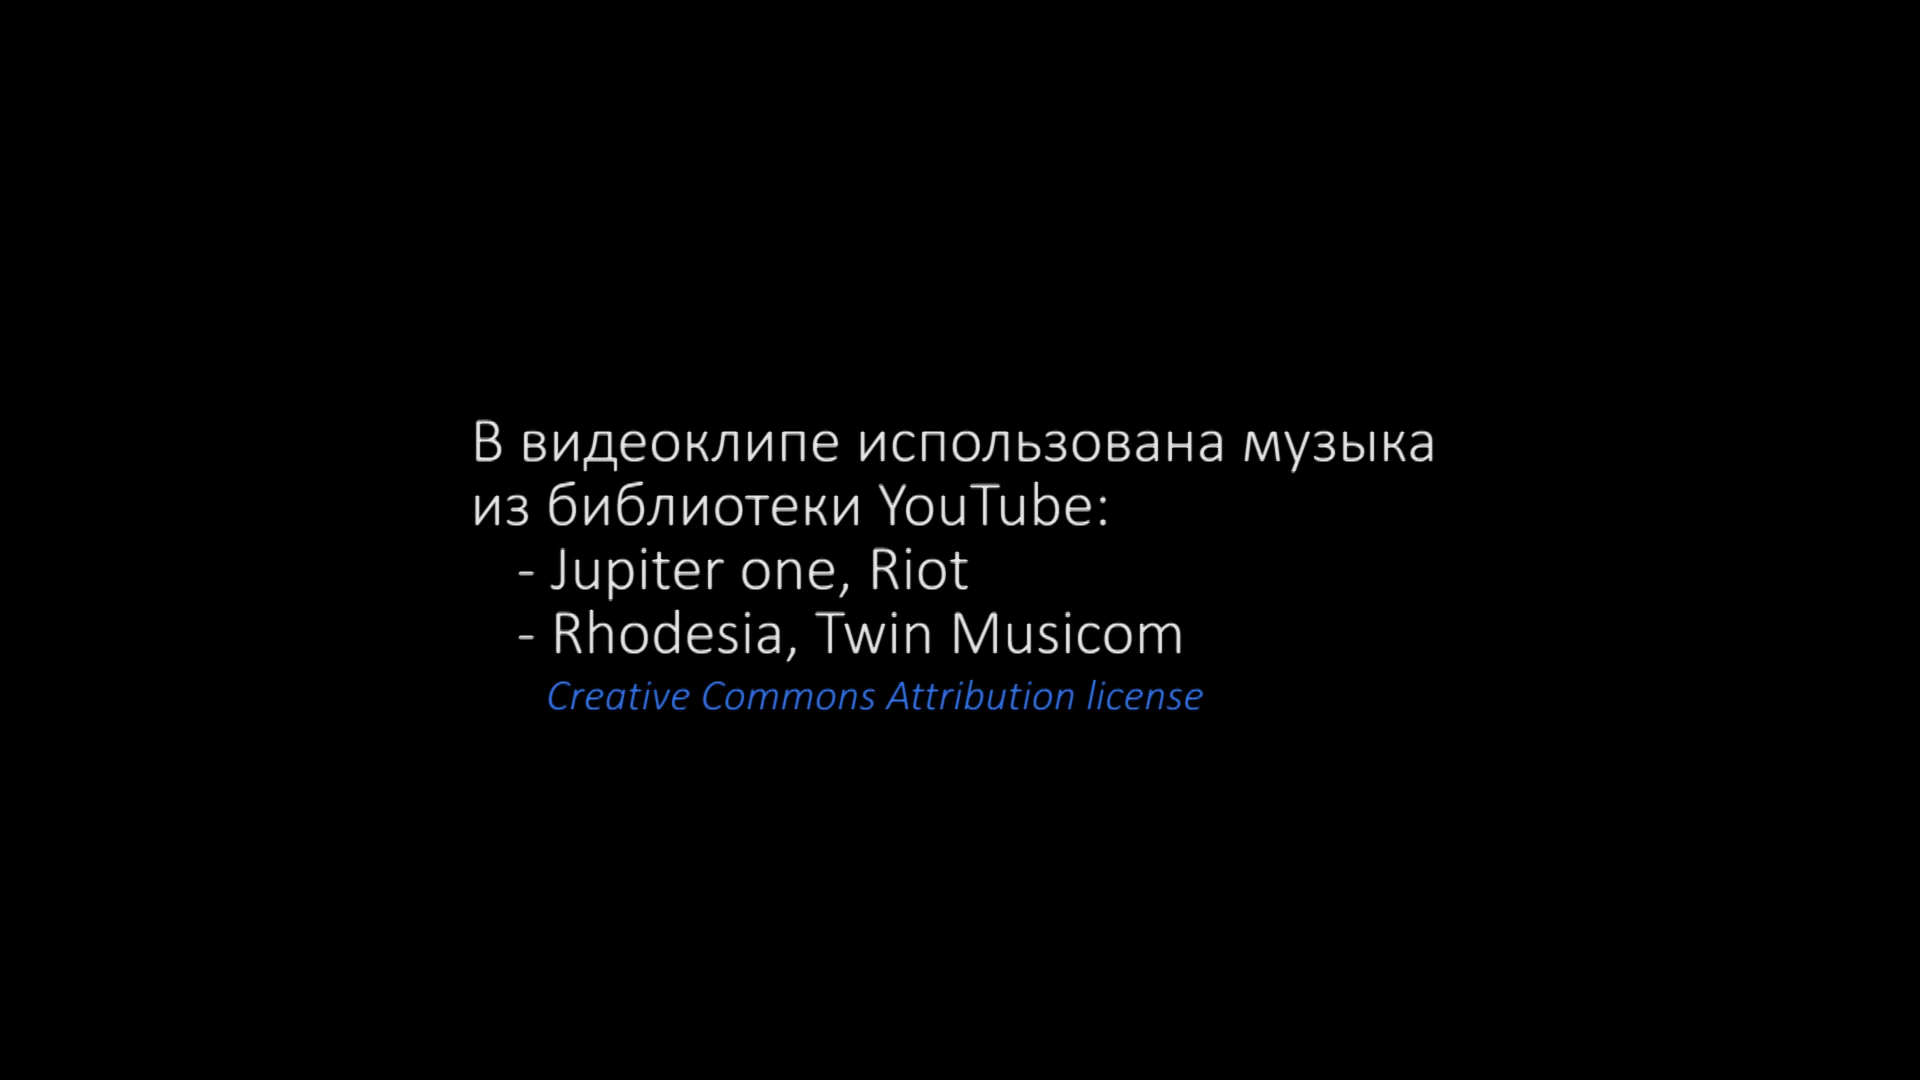 В видеоклипе использована музыка
из библиотеки YouTube:
- Jupiter one, Riot
- Rhodesia, Twin Musicom
Creative Commons Attribution license